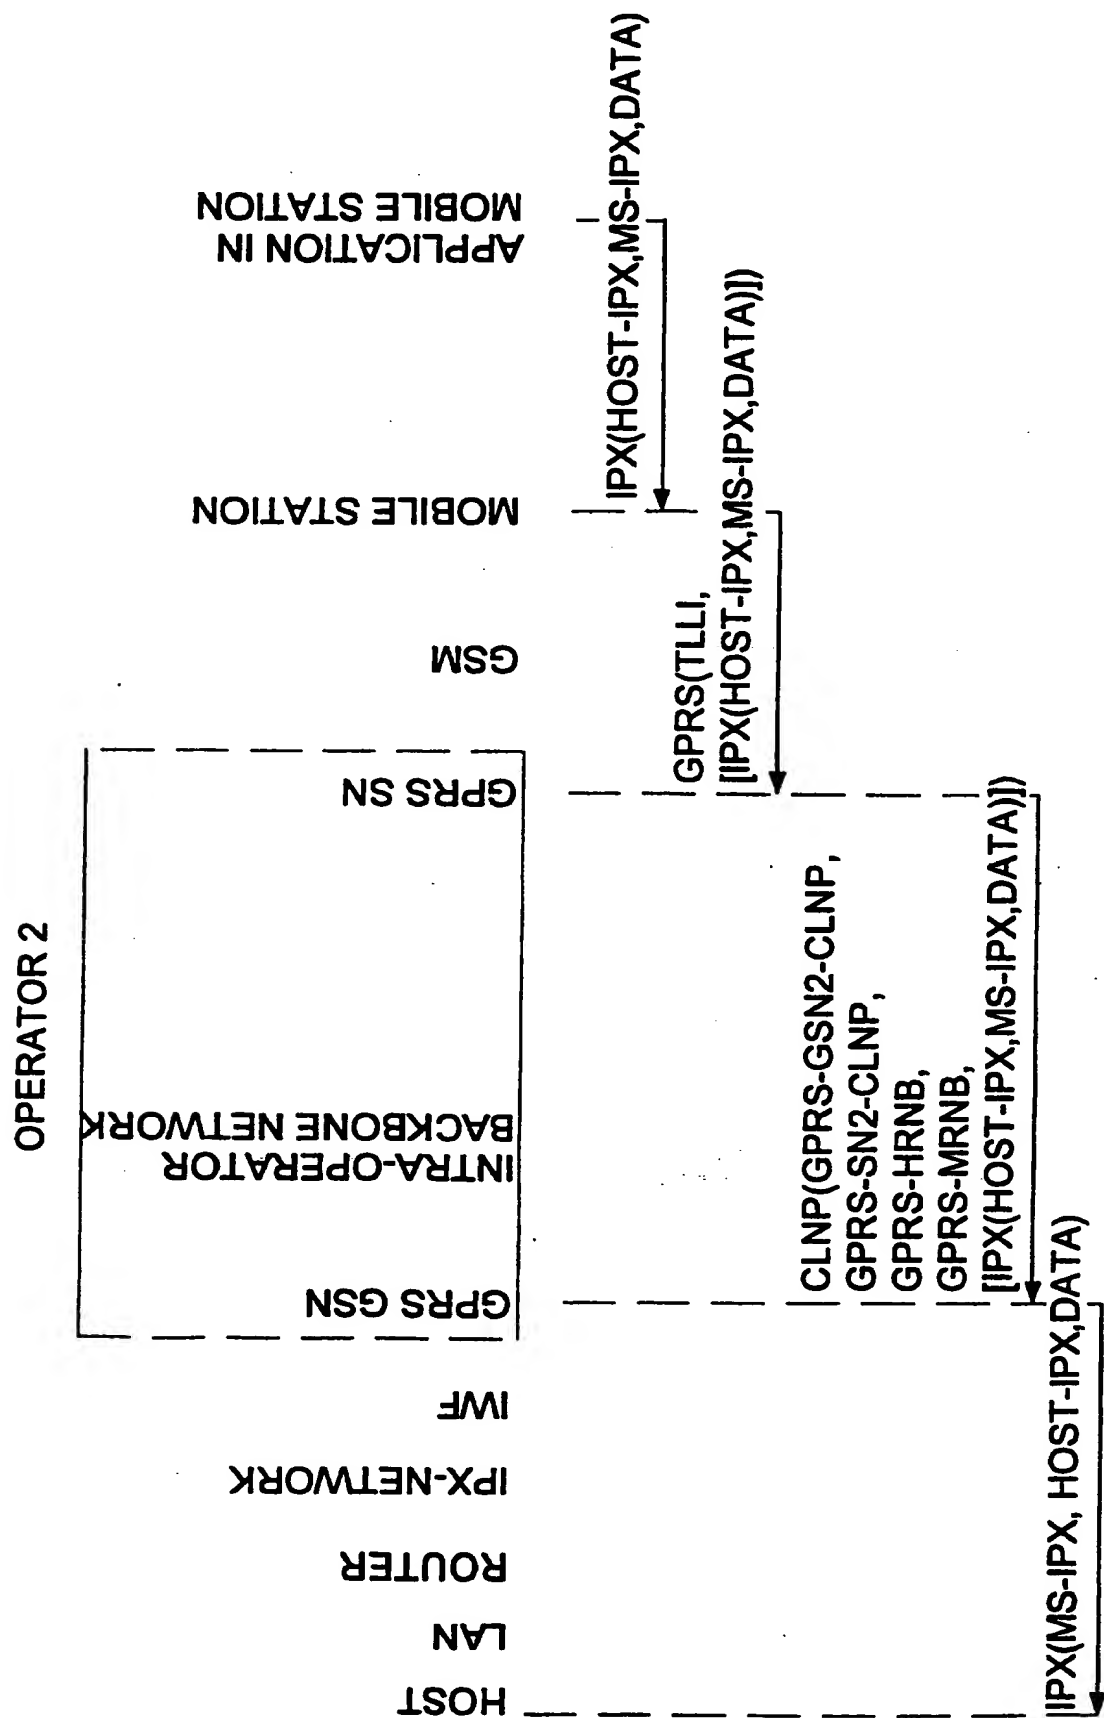 OPERATOR 2
HOST
LAN
ROUTER
IPX-NETWORK
IWF
GPRS GSN
INTRA-OPERATOR
BACKBONE NETWORK
GPRS SN
GSM
MOBILE STATION
APPLICATION IN
MOBILE STATION
IPX(HOST-IPX,MS-IPX,DATA)
GPRS(TLLI,
[IPX(HOST-IPX,MS-IPX,DATA)])
CLNP(GPRS-GSN2-CLNP,
GPRS-SN2-CLNP,
GPRS-HRNB,
GPRS-MRNB,
[IPX(HOST-IPX,MS-IPX,DATA)])
IPX(MS-IPX, HOST-IPX,DATA)